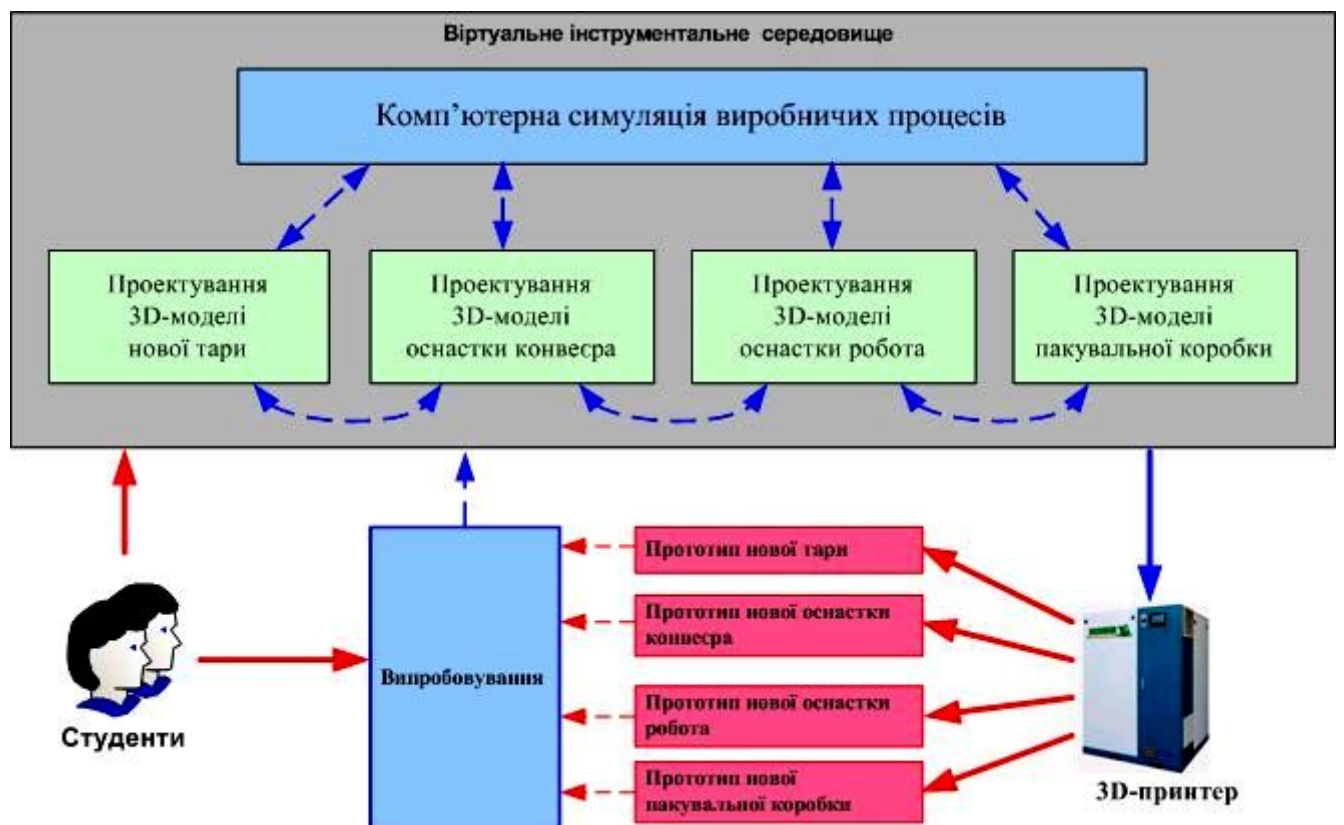 Віртуальне інструментальне середовище
Комп’ютерна симуляція виробничих процесів
Проектування
3D-моделі
нової тари
Проектування
3D-моделі
оснастки конвеєра
Проектування
3D-моделі
оснастки робота
Проектування
3D-моделі
пакувальної коробки
Випробовування
Прототип нової тари
Прототип нової оснастки
конвеєра
Прототип нової оснастки
робота
Прототип нової
пакувальної коробки
Студенти
3D-принтер